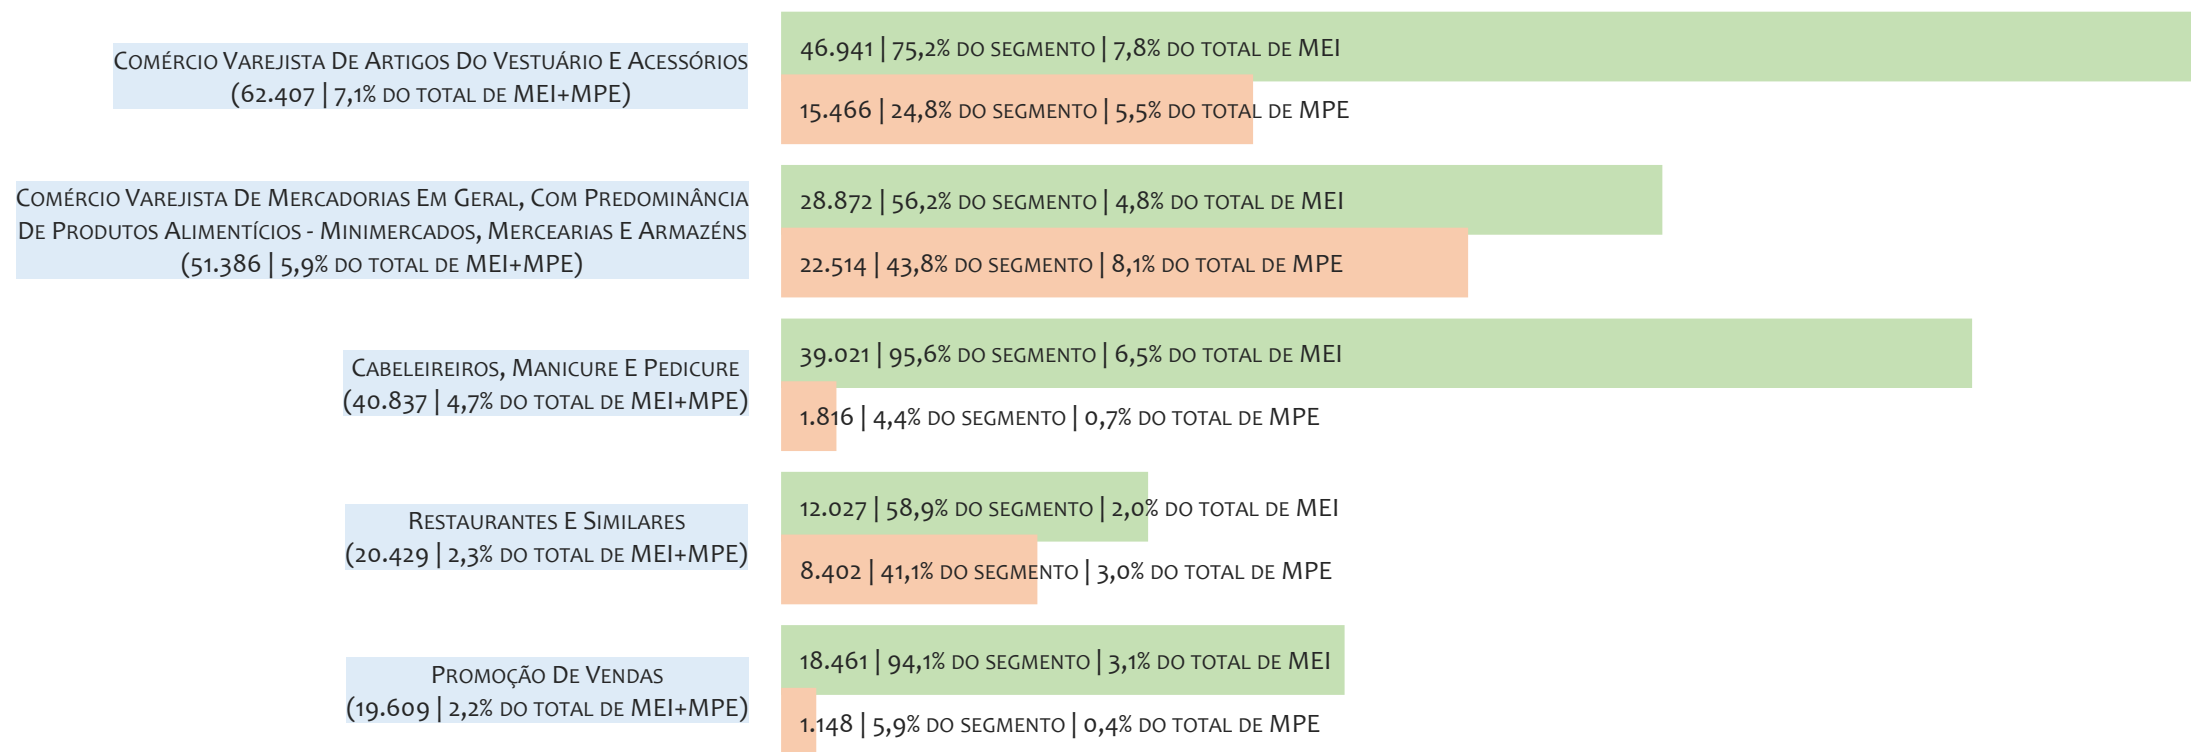 Comércio Varejista De Artigos Do Vestuário E Acessórios
(62.407 | 7,1% do total de MEI+MPE)
46.941 | 75,2% do segmento | 7,8% do total de MEI
15.466 | 24,8% do segmento | 5,5% do total de MPE
Comércio Varejista De Mercadorias Em Geral, Com Predominância
De Produtos Alimentícios - Minimercados, Mercearias E Armazéns
(51.386 | 5,9% do total de MEI+MPE)
28.872 | 56,2% do segmento | 4,8% do total de MEI
22.514 | 43,8% do segmento | 8,1% do total de MPE
Cabeleireiros, Manicure E Pedicure
(40.837 | 4,7% do total de MEI+MPE)
39.021 | 95,6% do segmento | 6,5% do total de MEI
1.816 | 4,4% do segmento | 0,7% do total de MPE
Restaurantes E Similares
(20.429 | 2,3% do total de MEI+MPE)
12.027 | 58,9% do segmento | 2,0% do total de MEI
8.402 | 41,1% do segmento | 3,0% do total de MPE
Promoção De Vendas
(19.609 | 2,2% do total de MEI+MPE)
18.461 | 94,1% do segmento | 3,1% do total de MEI
1.148 | 5,9% do segmento | 0,4% do total de MPE